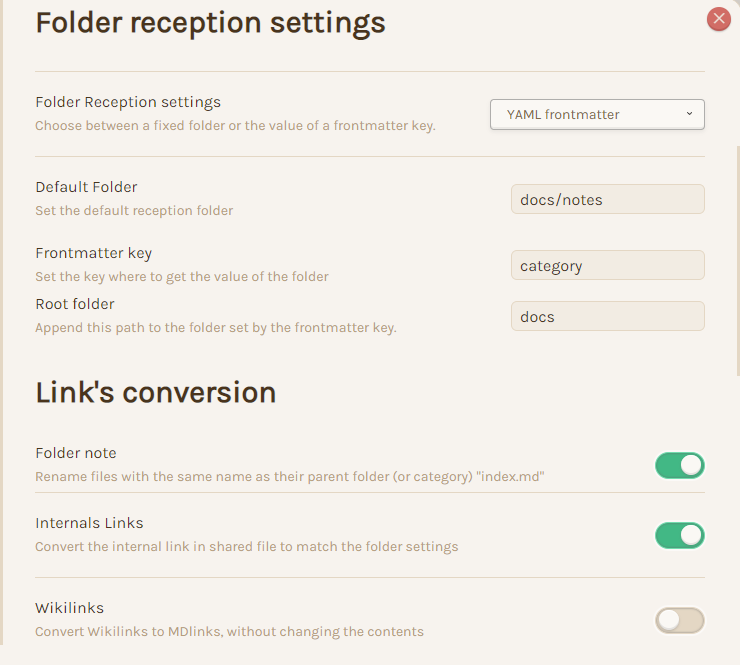 Folder reception settings
Folder Reception settings
Choose between a fixed folder or the value of a frontmatter key.
YAML frontmatter
Default Folder
Set the default reception folder
docs/notes
Frontmatter key
Set the key where to get the value of the folder
category
Root folder
Append this path to the folder set by the frontmatter key.
docs
Link's conversion
Folder note
Rename files with the same name as their parent folder (or category) "index.md"
Internals Links
Convert the internal link in shared file to match the folder settings
Wikilinks
Convert Wikilinks to MDlinks, without changing the contents